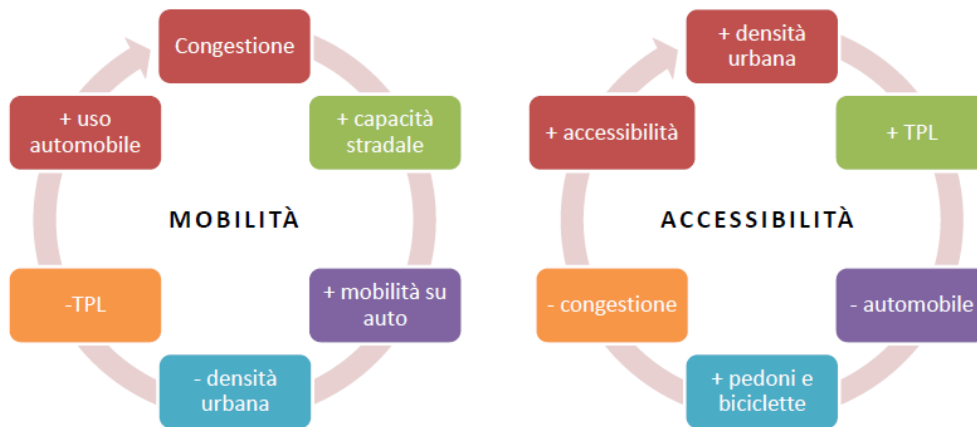 Congestione
+ capacità
stradale
+ mobilità su
auto
- densità
urbana
-TPL
+ uso
automobile
MOBILITÀ
+ densità
urbana
+ TPL
- automobile
+ pedoni e
biciclette
- congestione
+ accessibilità
ACCESSIBILITÀ